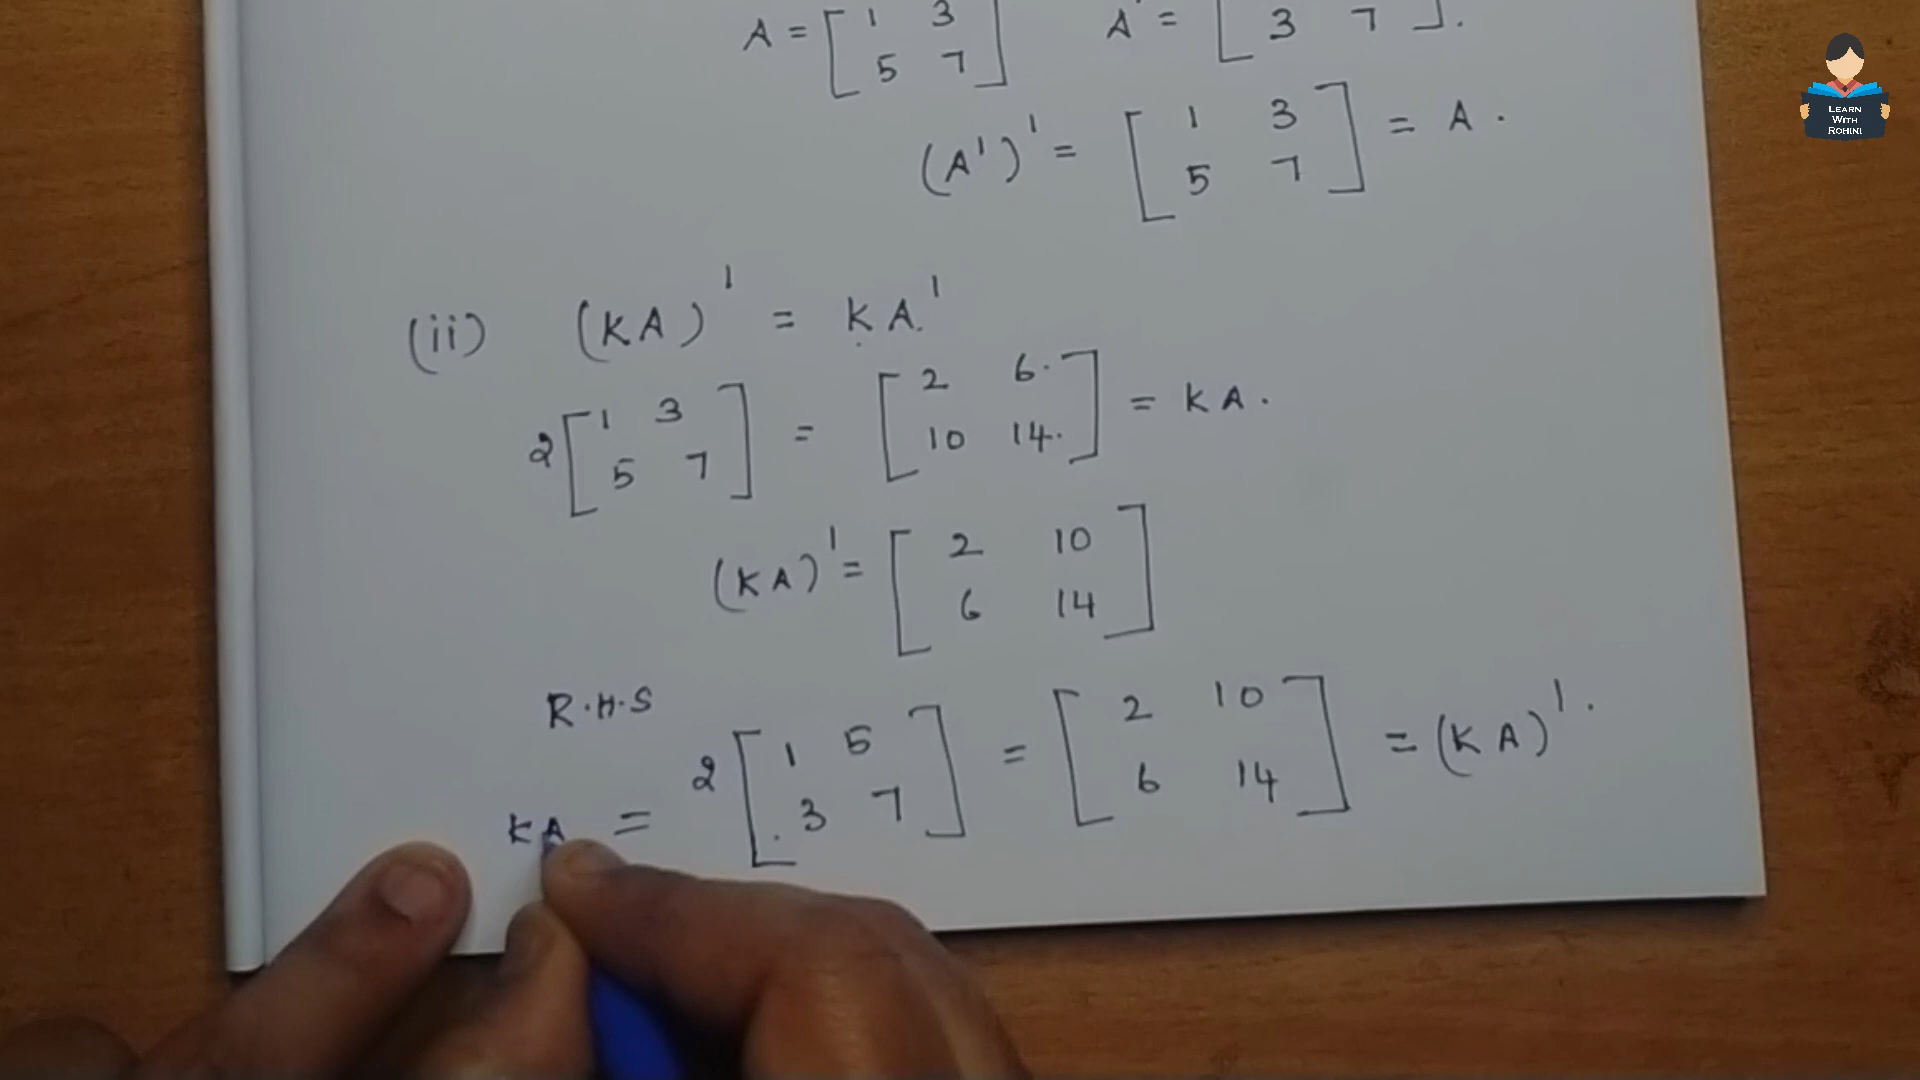 A = [ 1 3   A' = [
5 7 ]   3 7 ].
(A')' = [ 1 3
5 7 ] = A.
(ii) (KA)' = KA.'
2 [ 1 3
5 7 ] = [ 2 6.
10 14. ] = KA.
(KA)' = [ 2 10
6 14 ]
R.H.S
KA = 2 [ 1 5
. 3 7 ] = [ 2 10
6 14 ] = (KA)'.
LEARN
WITH
ROHINI